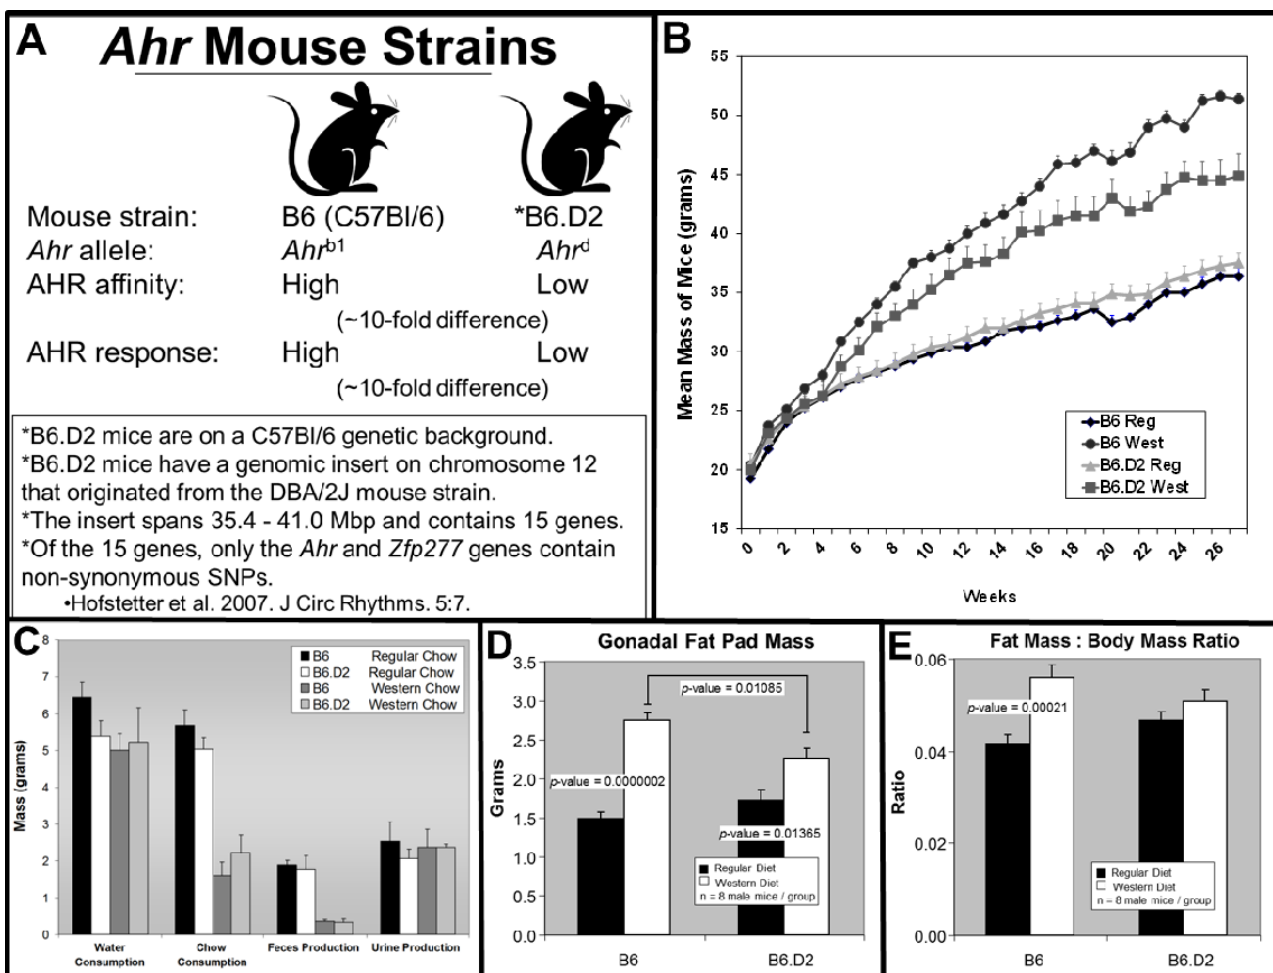 A
Ahr Mouse Strains
Mouse strain: B6 (C57Bl/6) *B6.D2
Ahr allele: Ahrb1 Ahrd
AHR affinity: High Low
(~10-fold difference)
AHR response: High Low
(~10-fold difference)
*B6.D2 mice are on a C57Bl/6 genetic background.
*B6.D2 mice have a genomic insert on chromosome 12
that originated from the DBA/2J mouse strain.
*The insert spans 35.4 - 41.0 Mbp and contains 15 genes.
*Of the 15 genes, only the Ahr and Zfp277 genes contain
non-synonymous SNPs.
•Hofstetter et al. 2007. J Circ Rhythms. 5:7.
B
Mean Mass of Mice (grams)
55
50
45
40
35
30
25
20
15
B6 Reg
B6 West
B6.D2 Reg
B6.D2 West
0 2 4 6 8 10 12 14 16 18 20 22 24 26
Weeks
C
Mass (grams)
8
7
6
5
4
3
2
1
0
B6 Regular Chow
B6.D2 Regular Chow
B6 Western Chow
B6.D2 Western Chow
Water Chow Feces Production Urine Production
Consumption Consumption
D
Gonadal Fat Pad Mass
Grams
3.5
3.0
2.5
2.0
1.5
1.0
0.5
0.0
p-value = 0.01085
p-value = 0.0000002
p-value = 0.01365
Regular Diet
Western Diet
n = 8 male mice / group
B6 B6.D2
E
Fat Mass : Body Mass Ratio
Ratio
0.06
0.04
0.02
0.00
p-value = 0.00021
Regular Diet
Western Diet
n = 8 male mice / group
B6 B6.D2